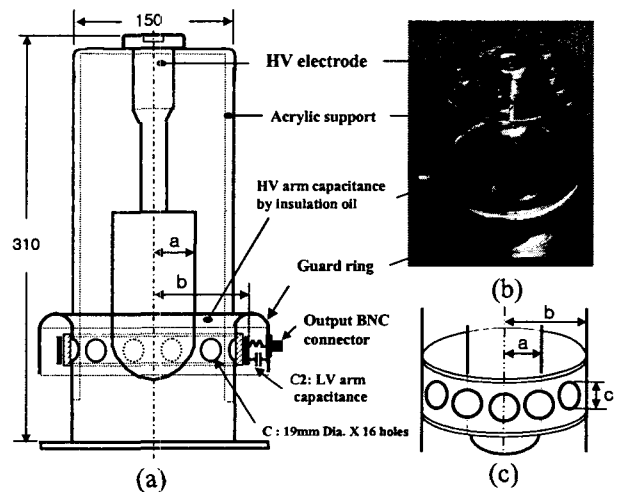 150
HV electrode
Acrylic support
HV arm capacitance
by insulation oil
310
a
b
Guard ring
(b)
Output BNC
connector
b
a
c
C2: LV arm
capacitance
C : 19mm Dia. X 16 holes
(a)
(c)